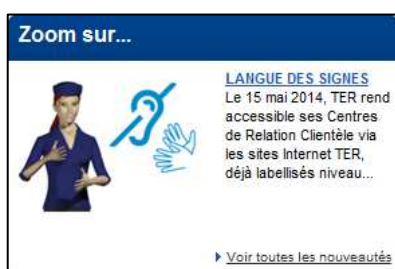 Zoom sur...
LANGUE DES SIGNES
Le 15 mai 2014, TER rend
accessible ses Centres
de Relation Clientèle via
les sites Internet TER,
déjà labellisés niveau...
Voir toutes les nouveautés